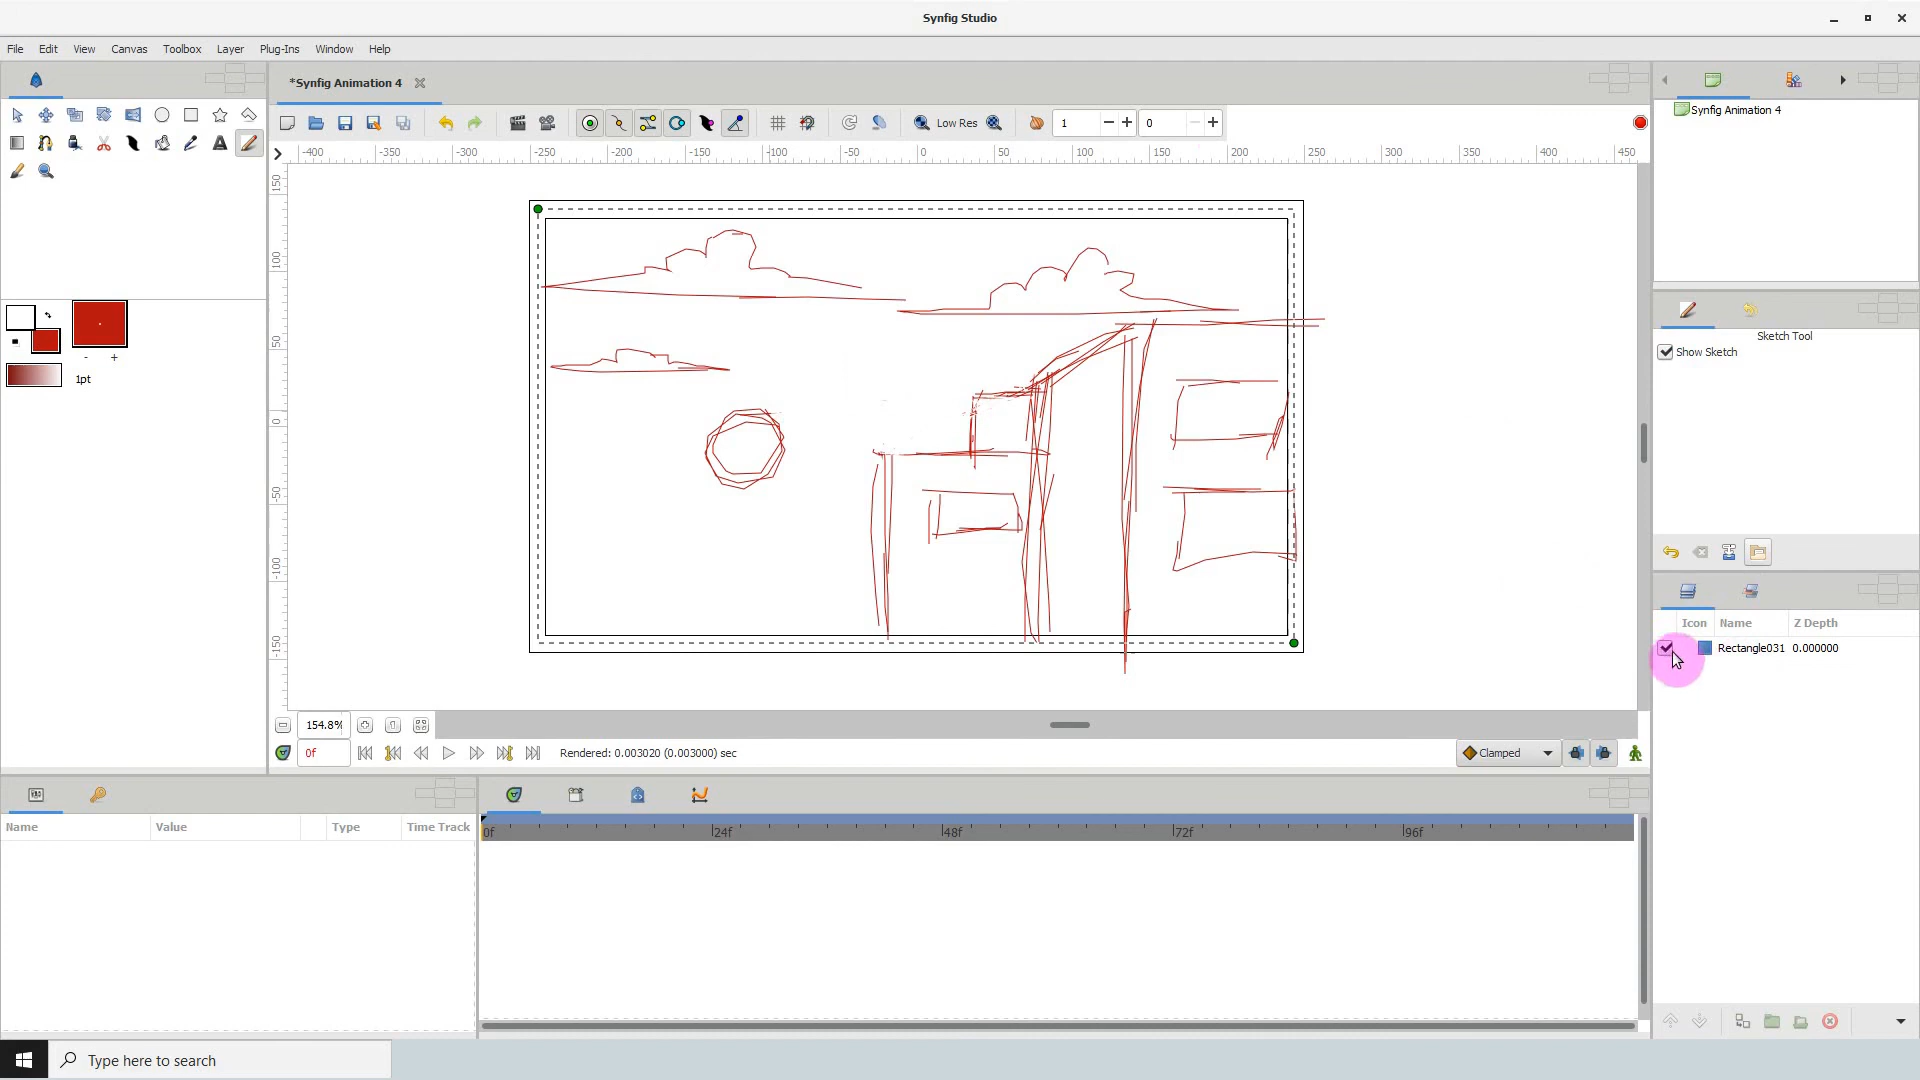 Synfig Studio
File Edit View Canvas Toolbox Layer Plug-Ins Window Help
*Synfig Animation 4
Low Res 1 0
-400 -350 -300 -250 -200 -150 -100 -50 0 50 100 150 200 250 300 350 400 450
150
100
50
0
-50
-100
-150
1pt
Synfig Animation 4
Sketch Tool
Show Sketch
Icon Name Z Depth
Rectangle031 0.000000
154.8%
0f
Rendered: 0.003020 (0.003000) sec
Clamped
Name Value Type Time Track
0f 24f 48f 72f 96f
Type here to search